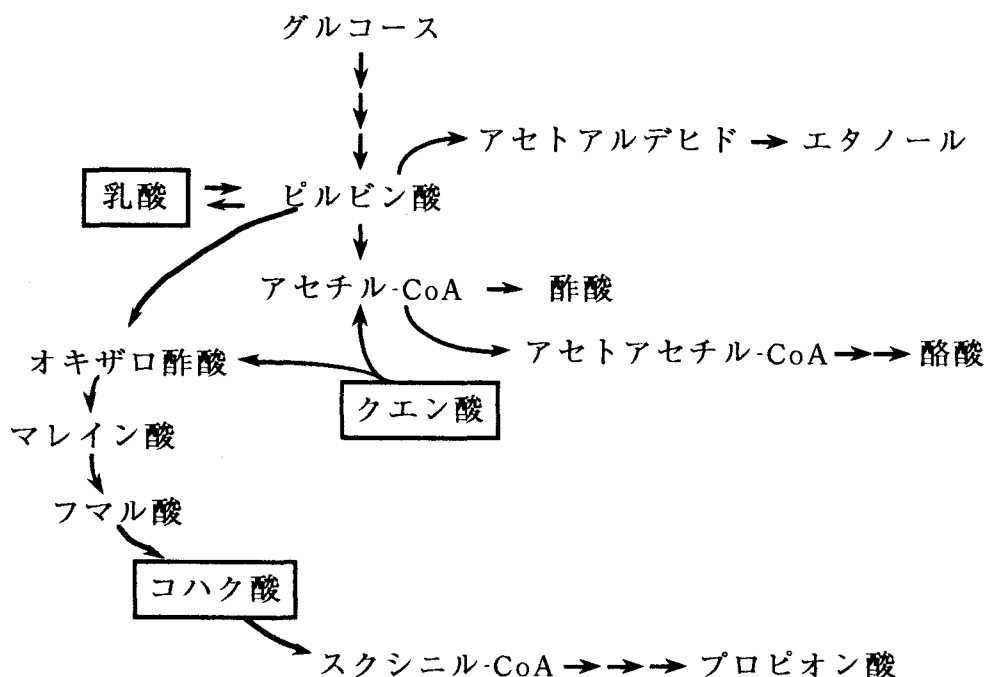 グルコース
アセトアルデヒド
エタノール
乳酸
ピルビン酸
アセチル-CoA
酢酸
オキザロ酢酸
アセトアセチル-CoA
酪酸
クエン酸
マレイン酸
フマル酸
コハク酸
スクシニル-CoA
プロピオン酸